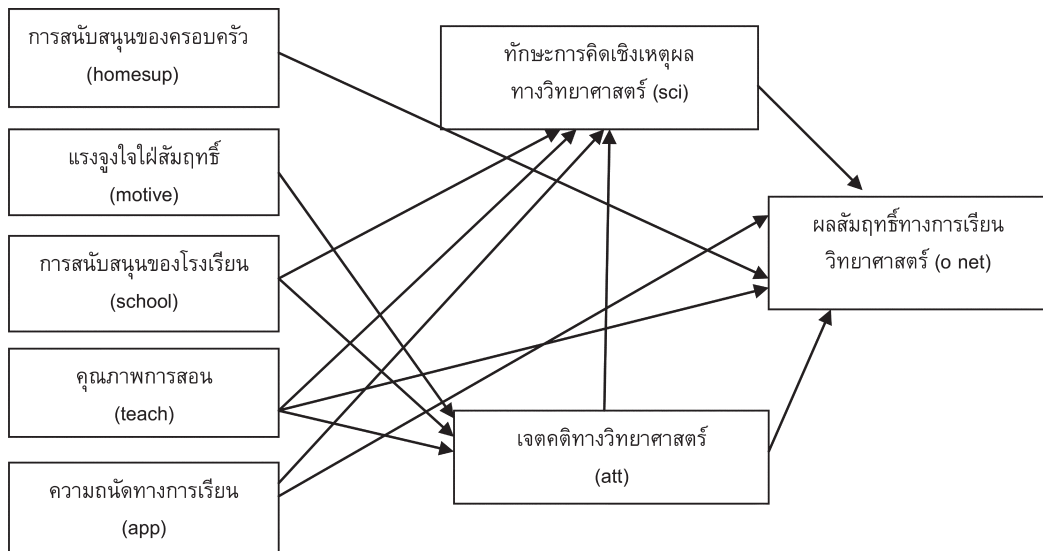 การสนับสนุนของครอบครัว
(homesup)
แรงจูงใจใฝ่สัมฤทธิ์
(motive)
การสนับสนุนของโรงเรียน
(school)
คุณภาพการสอน
(teach)
ความถนัดทางการเรียน
(app)
ทักษะการคิดเชิงเหตุผล
ทางวิทยาศาสตร์ (sci)
เจตคติทางวิทยาศาสตร์
(att)
ผลสัมฤทธิ์ทางการเรียน
วิทยาศาสตร์ (o net)